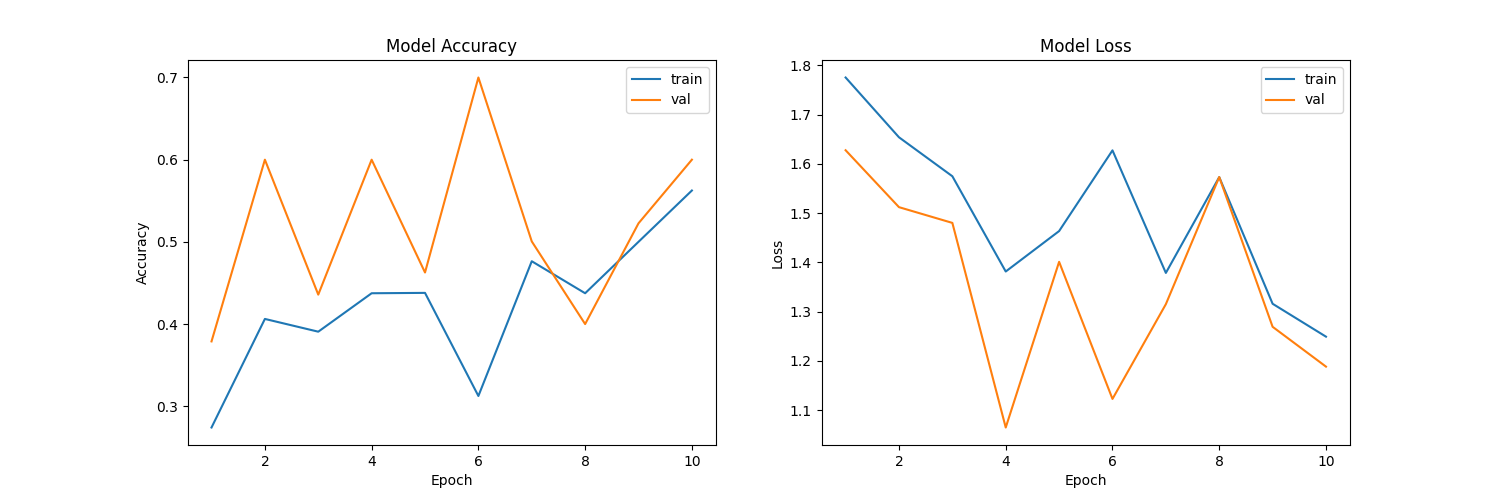 Model Accuracy
train
val
0.7
0.6
0.5
0.4
0.3
Accuracy
2 4 6 8 10
Epoch
Model Loss
train
val
1.8
1.7
1.6
1.5
1.4
1.3
1.2
1.1
Loss
2 4 6 8 10
Epoch